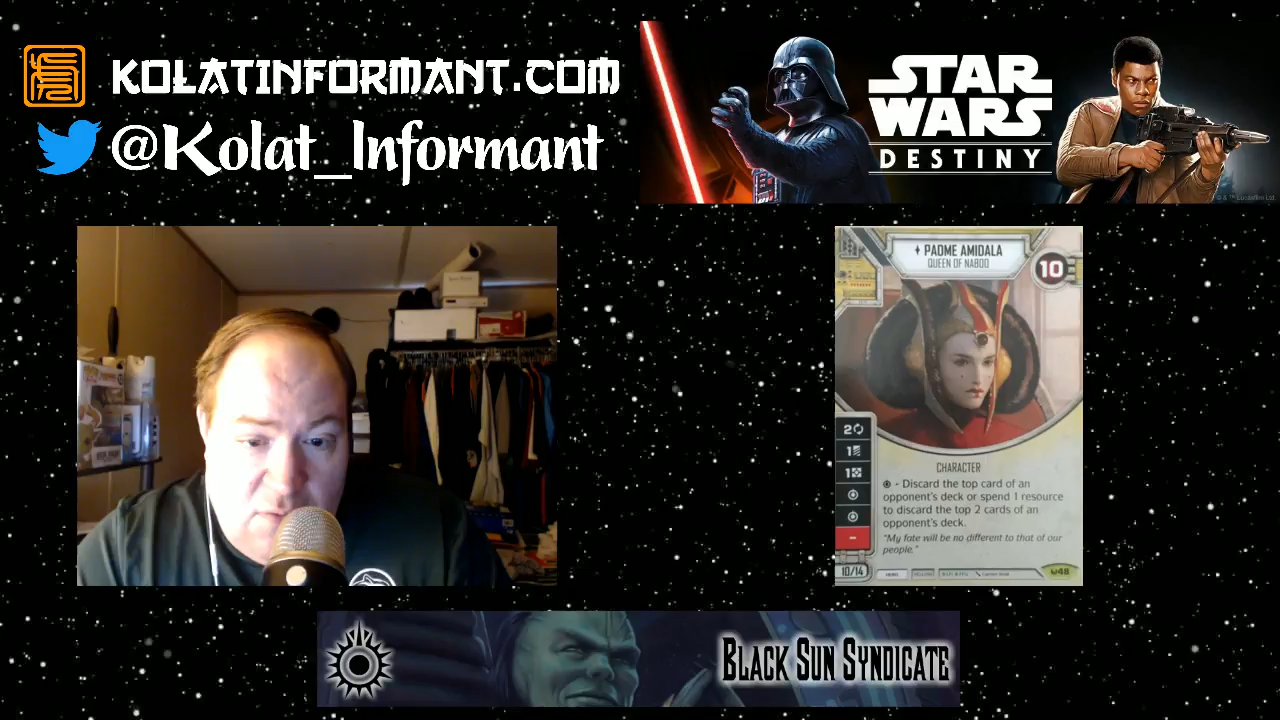 KOLATINFORMANT.COM
@Kolat_Informant
STAR
WARS
DESTINY
PADME AMIDALA
QUEEN OF NABOO
10
2
1
1
-
CHARACTER
- Discard the top card of an
opponent's deck or spend 1 resource
to discard the top 2 cards of an
opponent's deck.
"My fate will be no different to that of our
people."
10/14
HERO
48
BLACK SUN SYNDICATE